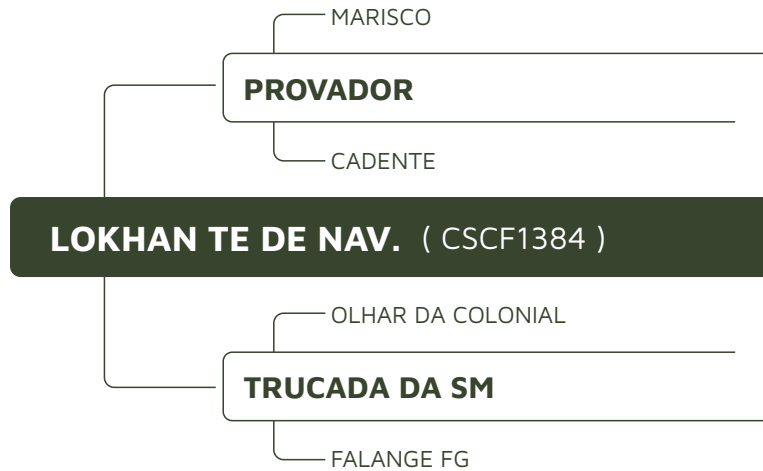 MARISCO
PROVADOR
CADENTE
LOKHAN TE DE NAV. ( CSCF1384 )
OLHAR DA COLONIAL
TRUCADA DA SM
FALANGE FG